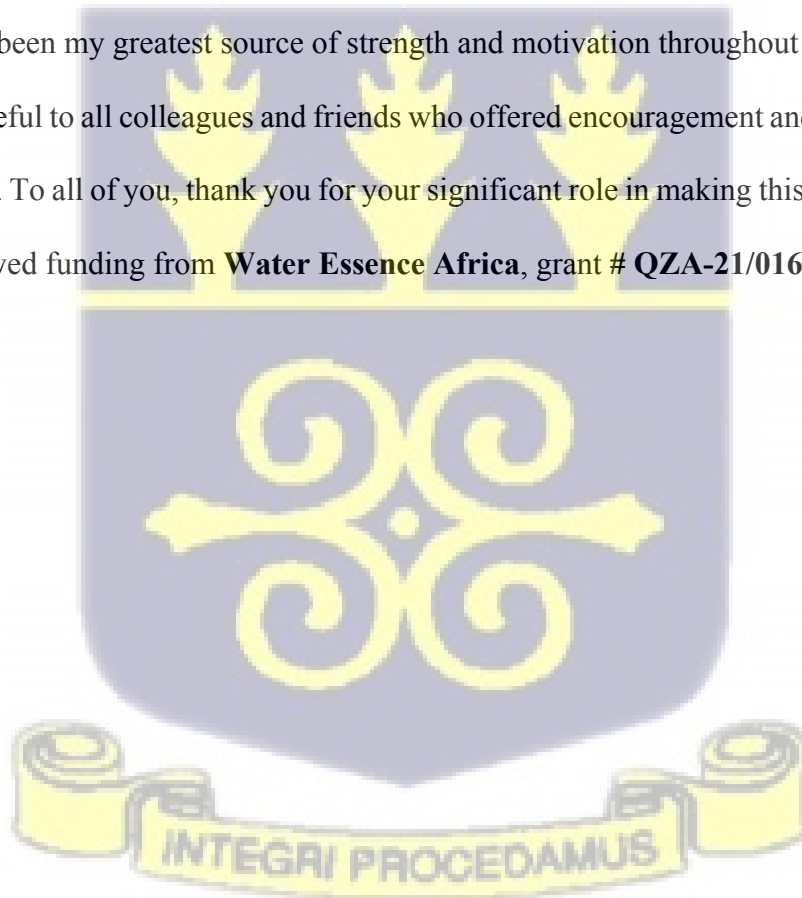 been my greatest source of strength and motivation throughout
eful to all colleagues and friends who offered encouragement and
. To all of you, thank you for your significant role in making this
ved funding from Water Essence Africa, grant # QZA-21/016
INTEGRI PROCEDAMUS